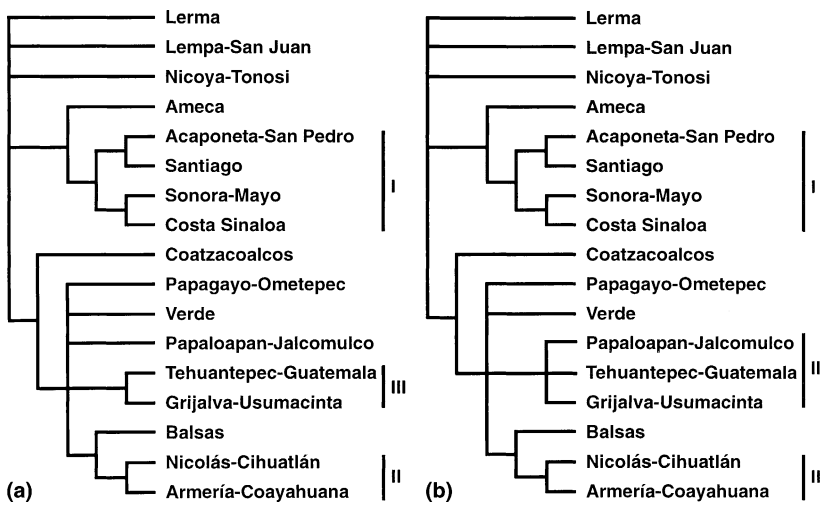 Lerma
Lempa-San Juan
Nicoya-Tonosi
Ameca
Acaponeta-San Pedro
Santiago
I
Sonora-Mayo
Costa Sinaloa
Coatzacoalcos
Papagayo-Ometepec
Verde
Papaloapan-Jalcomulco
Tehuantepec-Guatemala
III
Grijalva-Usumacinta
Balsas
Nicolás-Cihuatlán
II
Armería-Coayahuana
(a)
Lerma
Lempa-San Juan
Nicoya-Tonosi
Ameca
Acaponeta-San Pedro
Santiago
I
Sonora-Mayo
Costa Sinaloa
Coatzacoalcos
Papagayo-Ometepec
Verde
Papaloapan-Jalcomulco
Tehuantepec-Guatemala
II
Grijalva-Usumacinta
Balsas
Nicolás-Cihuatlán
II
Armería-Coayahuana
(b)